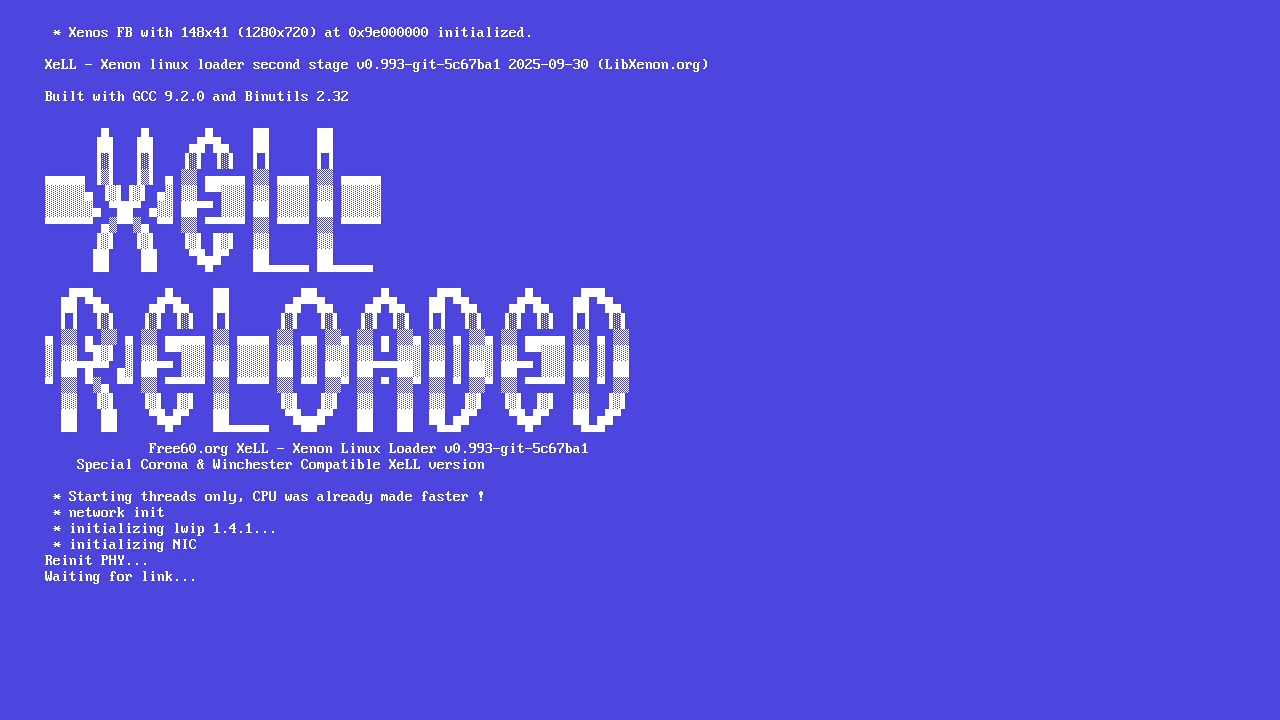 * Xenos FB with 148x41 (1280x720) at 0x9e000000 initialized.
XeLL - Xenon linux loader second stage v0.993-git-5c67ba1 2025-09-30 (LibXenon.org)
Built with GCC 9.2.0 and Binutils 2.32
XeLL
RELOADED
Free60.org XeLL - Xenon Linux Loader v0.993-git-5c67ba1
Special Corona & Winchester Compatible XeLL version
* Starting threads only, CPU was already made faster !
* network init
* initializing lwip 1.4.1...
* initializing NIC
Reinit PHY...
Waiting for link...